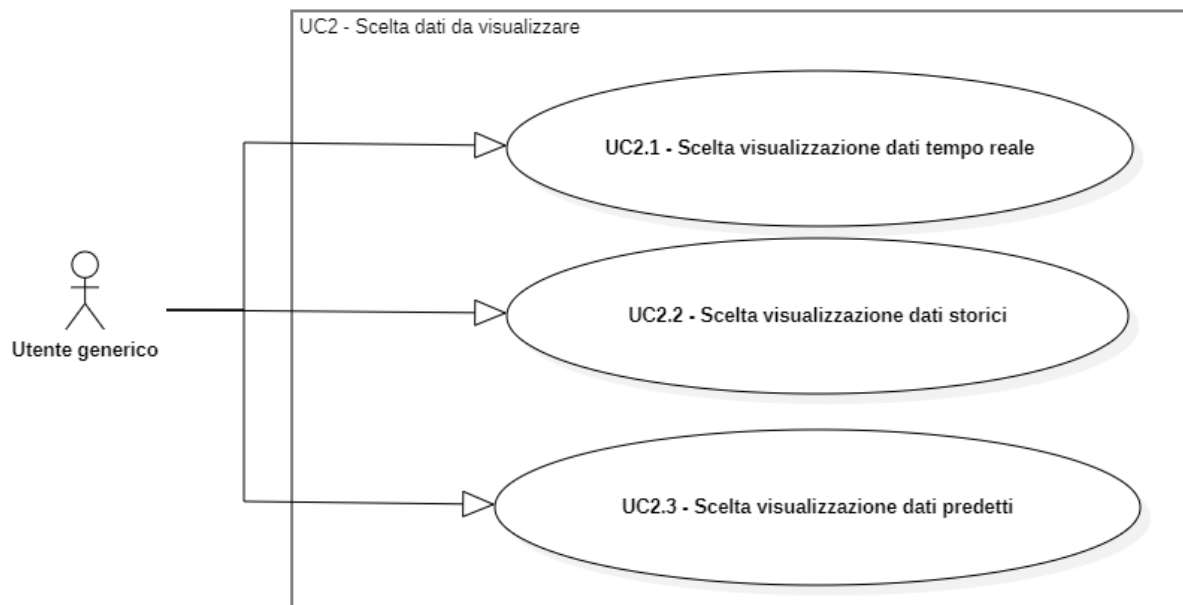 UC2 - Scelta dati da visualizzare
UC2.1 - Scelta visualizzazione dati tempo reale
UC2.2 - Scelta visualizzazione dati storici
Utente generico
UC2.3 - Scelta visualizzazione dati predetti